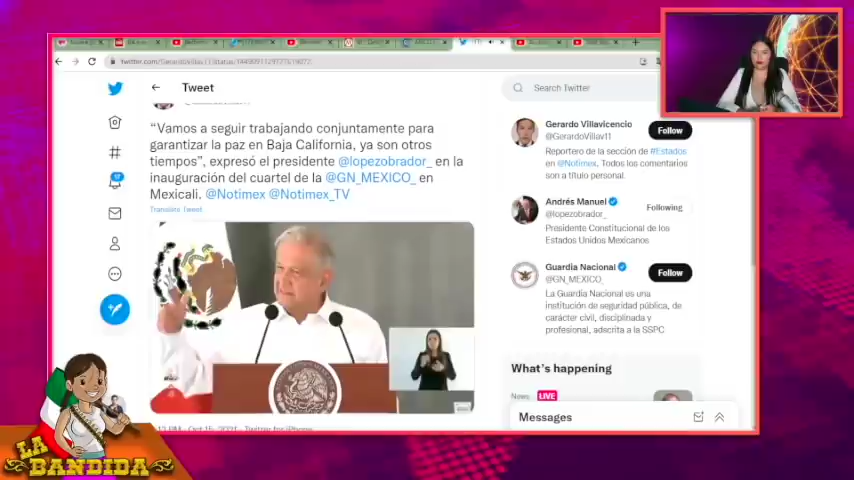 Tweet
Search Twitter
“Vamos a seguir trabajando conjuntamente para
garantizar la paz en Baja California, ya son otros
tiempos”, expresó el presidente @lopezobrador_ en la
inauguración del cuartel de la @GN_MEXICO_ en
Mexicali. @Notimex @Notimex_TV
Translate Tweet
Gerardo Villavicencio
@GerardoVillav11
Follow
Reportero de la sección de #Estados
en @Notimex. Todos los comentarios
son a título personal.
Andrés Manuel
@lopezobrador_
Following
Presidente Constitucional de los
Estados Unidos Mexicanos
Guardia Nacional
@GN_MEXICO_
Follow
La Guardia Nacional es una
institución de seguridad pública, de
carácter civil, disciplinada y
profesional, adscrita a la SSPC
What's happening
News
LIVE
Messages
LA
BANDIDA